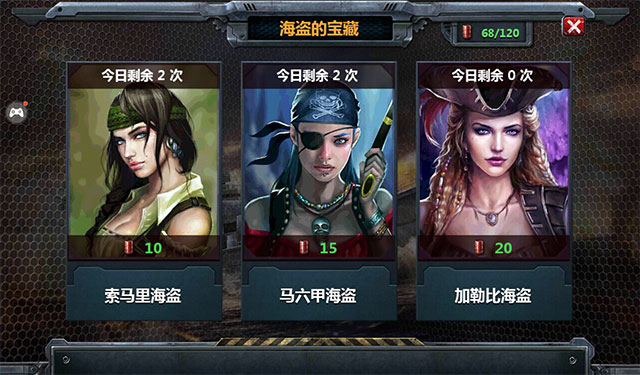 海盗的宝藏
68/120
今日剩余 2 次
今日剩余 2 次
今日剩余 0 次
10
15
20
索马里海盗
马六甲海盗
加勒比海盗